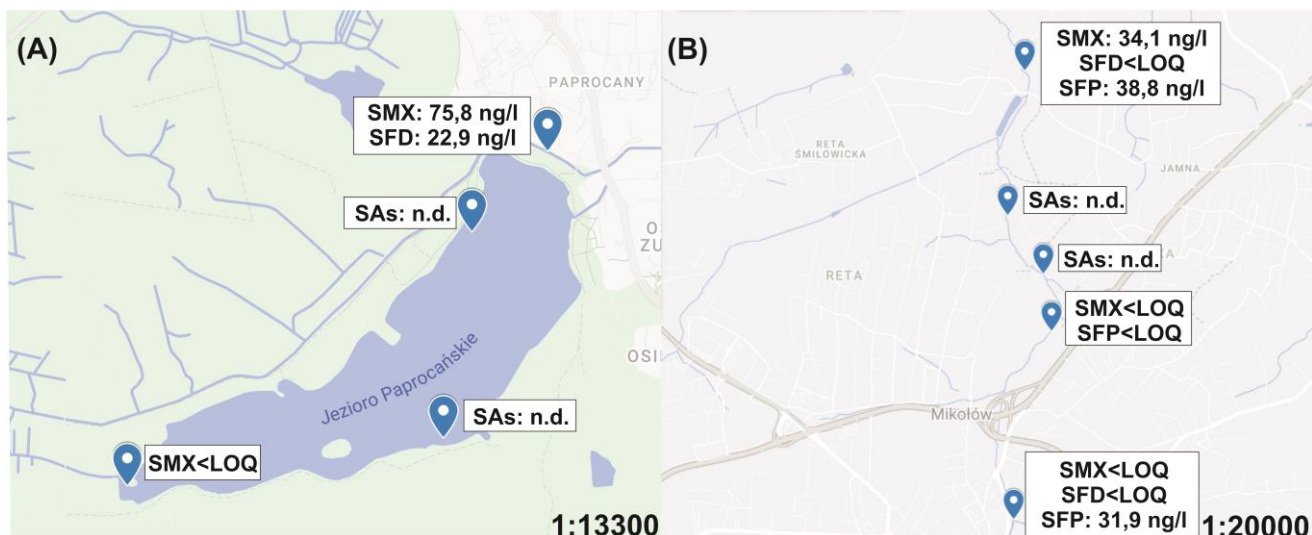 (A)
PAPROCANY
SMX: 75,8 ng/l
SFD: 22,9 ng/l
SAs: n.d.
Jezioro Paprocańskie
SAs: n.d.
SMX<LOQ
1:13300
(B)
SMX: 34,1 ng/l
SFD<LOQ
SFP: 38,8 ng/l
RETA
ŚMIŁOWICKA
JAMNA
SAs: n.d.
SAs: n.d.
RETA
SMX<LOQ
SFP<LOQ
Mikołów
SMX<LOQ
SFD<LOQ
SFP: 31,9 ng/l
1:20000